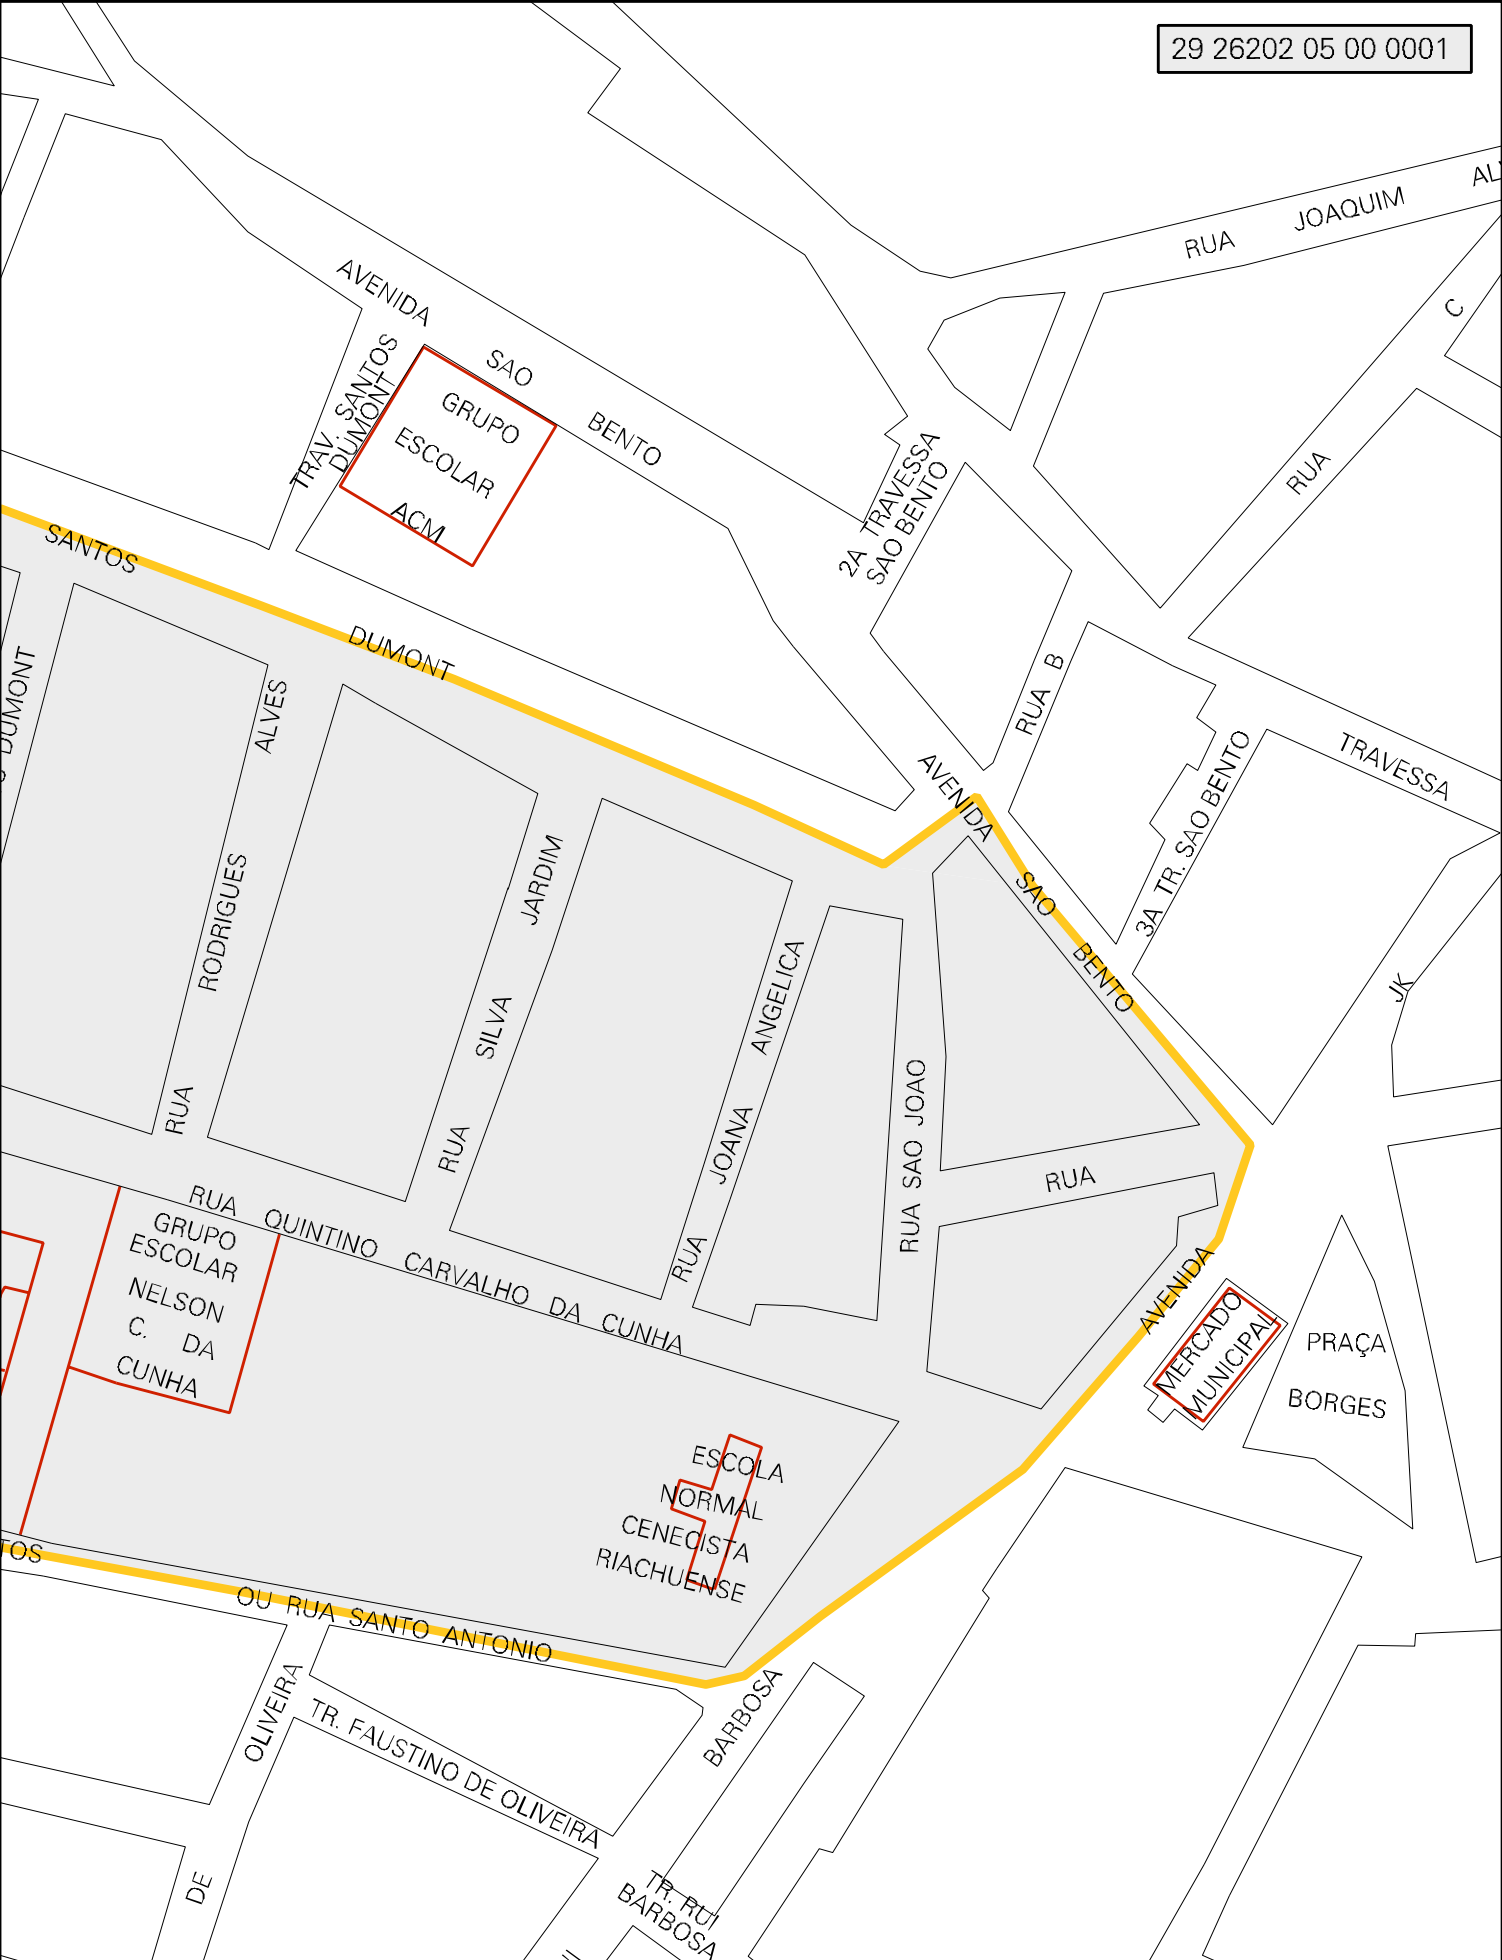 29 26202 05 00 0001
RUA JOAQUIM
AVENIDA SAO BENTO
TRAV. SANTOS
DUMONT
GRUPO
ESCOLAR
ACM
RUA C
2A TRAVESSA
SAO BENTO
SANTOS DUMONT
DUMONT
RUA B
TRAVESSA
3A TR. SAO BENTO
JK
AVENIDA SAO BENTO
RUA RODRIGUES ALVES
RUA SILVA JARDIM
RUA JOANA ANGELICA
RUA SAO JOAO
RUA
AVENIDA
RUA QUINTINO CARVALHO DA CUNHA
GRUPO
ESCOLAR
NELSON
C. DA
CUNHA
MERCADO
MUNICIPAL
PRAÇA
BORGES
ESCOLA
NORMAL
CENECISTA
RIACHUENSE
TOS OU RUA SANTO ANTONIO
BARBOSA
DE OLIVEIRA
TR. FAUSTINO DE OLIVEIRA
TR. RUI
BARBOSA